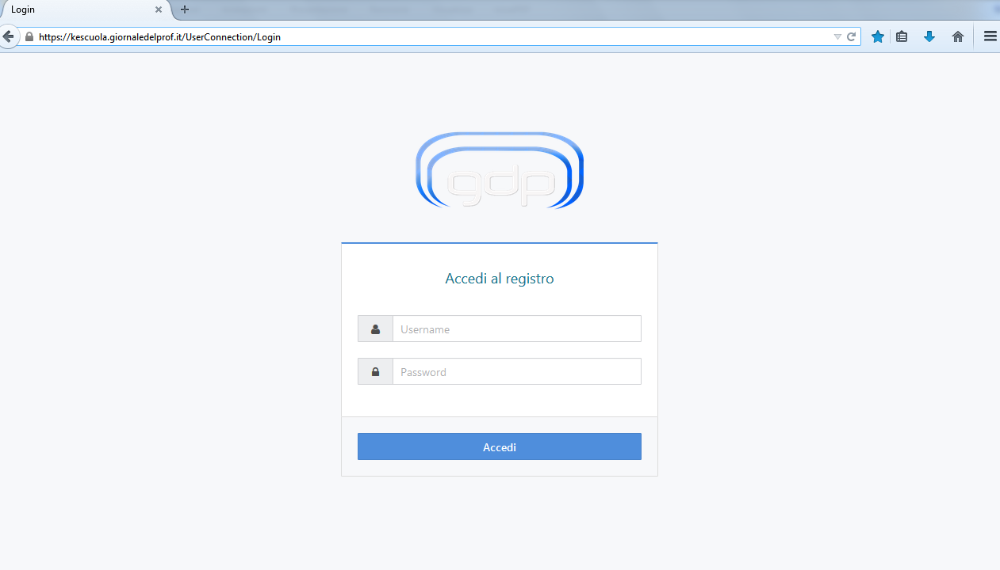 Login
https://kescuola.giornaledelprof.it/UserConnection/Login
gdp
Accedi al registro
Username
Password
Accedi